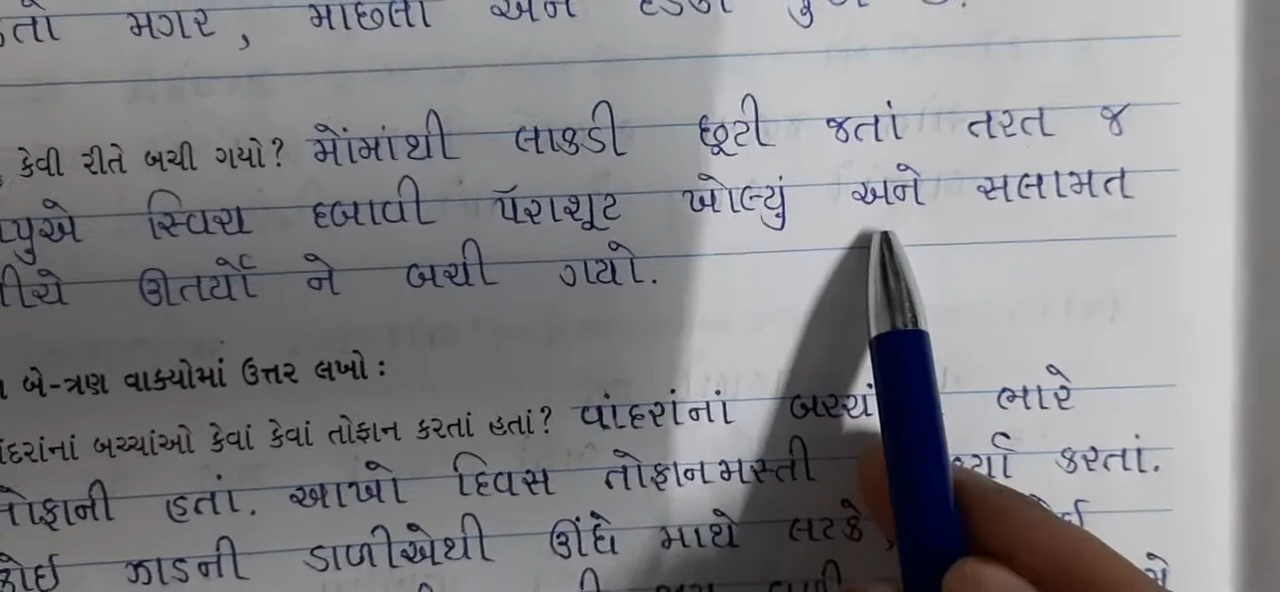 મગર, માછલી અને
કેવી રીતે બચી ગયો? મોંમાંથી લાકડી છૂટી જતાં તરત જ
સ્વિચ દબાવી પૅરાશૂટ ખોલ્યું અને સલામત
ઊતર્યો ને બચી ગયો.
બે-ત્રણ વાક્યોમાં ઉત્તર લખો :
બચ્ચાંઓ કેવાં કેવાં તોફાન કરતાં હતાં? વાંદરાંનાં બચ્ચાં ભારે
તોફાની હતાં. આખો દિવસ તોફાનમસ્તી કરતાં.
કોઈ ઝાડની ડાળીએથી ઊંધે માથે લટકે,